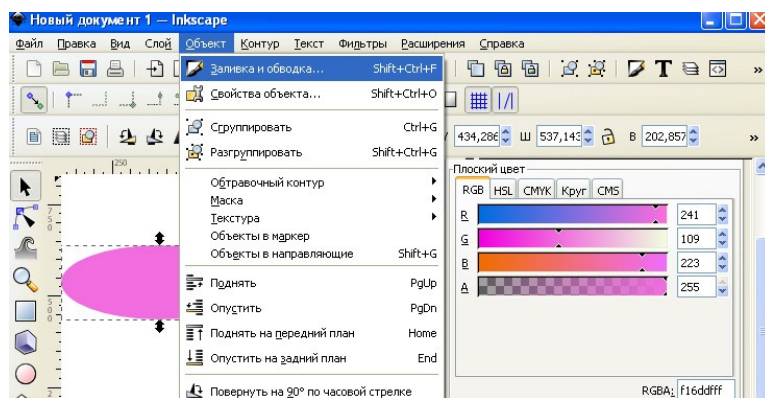 Новый документ 1 — Inkscape
Файл Правка Вид Слой Объект Контур Текст Фильтры Расширения Справка
Заливка и обводка... Shift+Ctrl+F
Свойства объекта... Shift+Ctrl+O
434,286 Ш 537,143 В 202,857
Сгруппировать Ctrl+G
Разгруппировать Shift+Ctrl+G
Плоский цвет
RGB HSL CMYK Круг CMS
Обтравочный контур
Маска
Текстура
Объекты в маркер
Объекты в направляющие Shift+G
R 241
G 109
B 223
A 255
250
750
500
Поднять PgUp
Опустить PgDn
Поднять на передний план Home
Опустить на задний план End
Повернуть на 90° по часовой стрелке
RGBA: f16ddfff